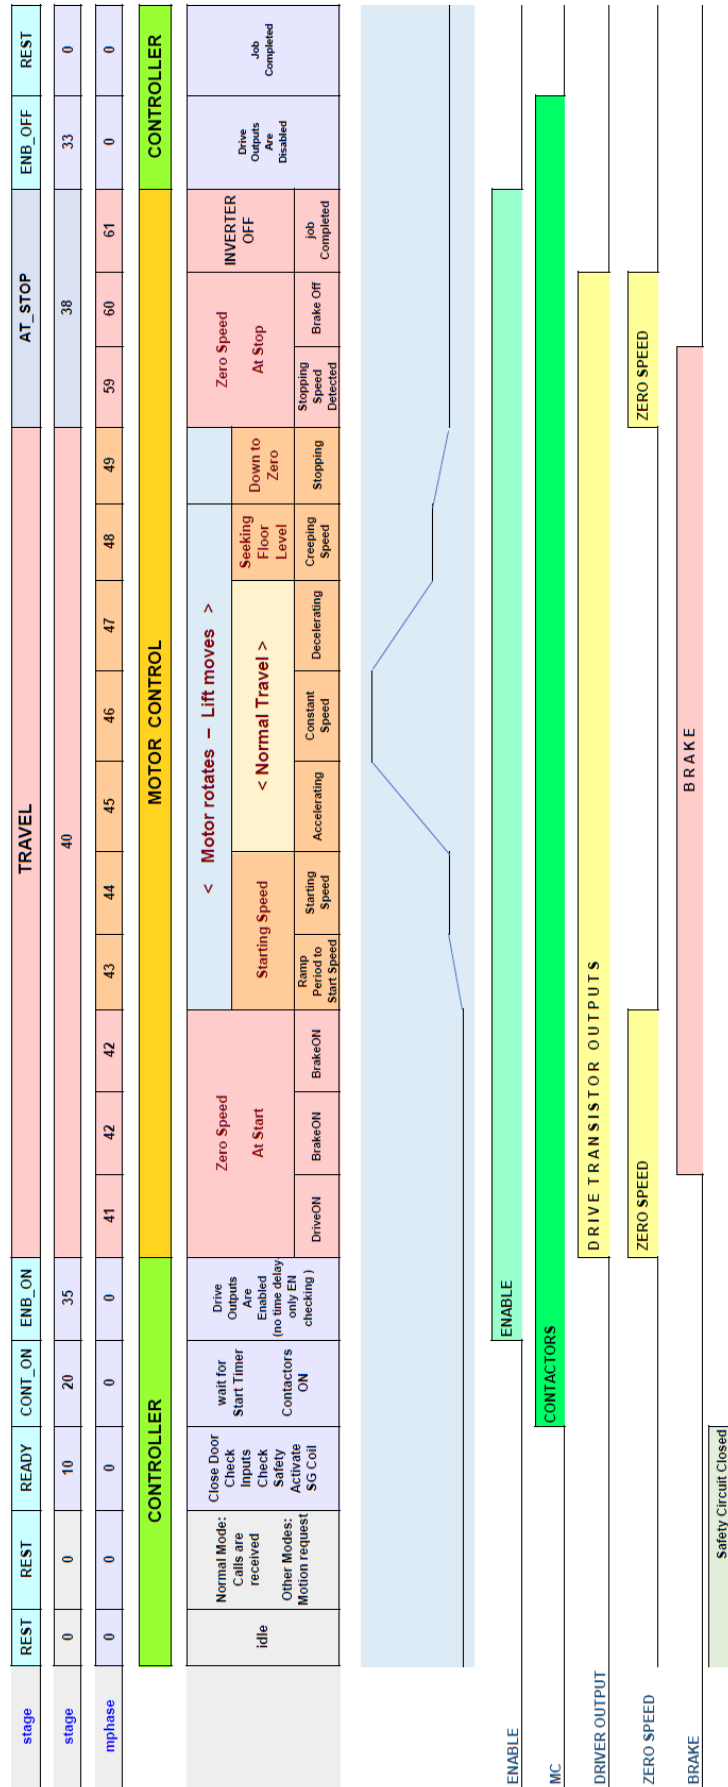 stage REST REST READY CONT_ON ENB_ON TRAVEL AT_STOP ENB_OFF REST
stage 0 0 10 20 35 40 38 33 0
mphase 0 0 0 0 0 41 42 42 43 44 45 46 47 48 49 59 60 61 0 0
CONTROLLER MOTOR CONTROL CONTROLLER
idle
Normal Mode:
Calls are
received
Other Modes:
Motion request
Close Door
Check
Inputs
Check
Safety
Activate
SG Coil
wait for
Start Timer
Contactors
ON
Drive
Outputs
Are
Enabled
(no time delay
only EN
checking )
Zero Speed
At Start
DriveON
BrakeON
BrakeON
< Motor rotates – Lift moves >
Starting Speed
Ramp
Period to
Start Speed
Starting
Speed
< Normal Travel >
Accelerating
Constant
Speed
Decelerating
Seeking
Floor
Level
Creeping
Speed
Down to
Zero
Stopping
Zero Speed
At Stop
Stopping
Speed
Detected
Brake Off
INVERTER
OFF
job
Completed
Drive
Outputs
Are
Disabled
Job
Completed
ENABLE ENABLE
MC CONTACTORS
DRIVER OUTPUT DRIVE TRANSISTOR OUTPUTS
ZERO SPEED ZERO SPEED ZERO SPEED
BRAKE BRAKE
Safety Circuit Closed